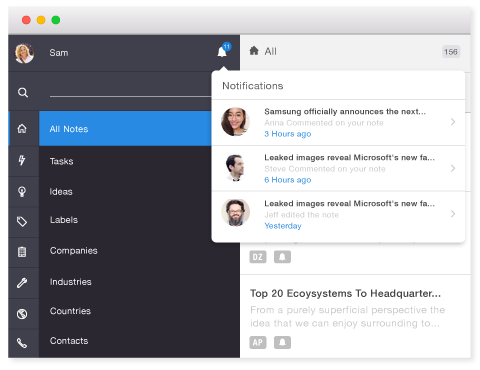 Sam
11
All
156
Notifications
Samsung officially announces the next...
Anna Commented on your note
3 Hours ago
Leaked images reveal Microsoft's new fa...
Steve Commented on your note
6 Hours ago
Leaked images reveal Microsoft's new fa...
Jeff edited the note
Yesterday
All Notes
Tasks
Ideas
Labels
Companies
Industries
Countries
Contacts
DZ
Top 20 Ecoysystems To Headquarter...
From a purely superficial perspective the
idea that we can enjoy surrounding to...
AP